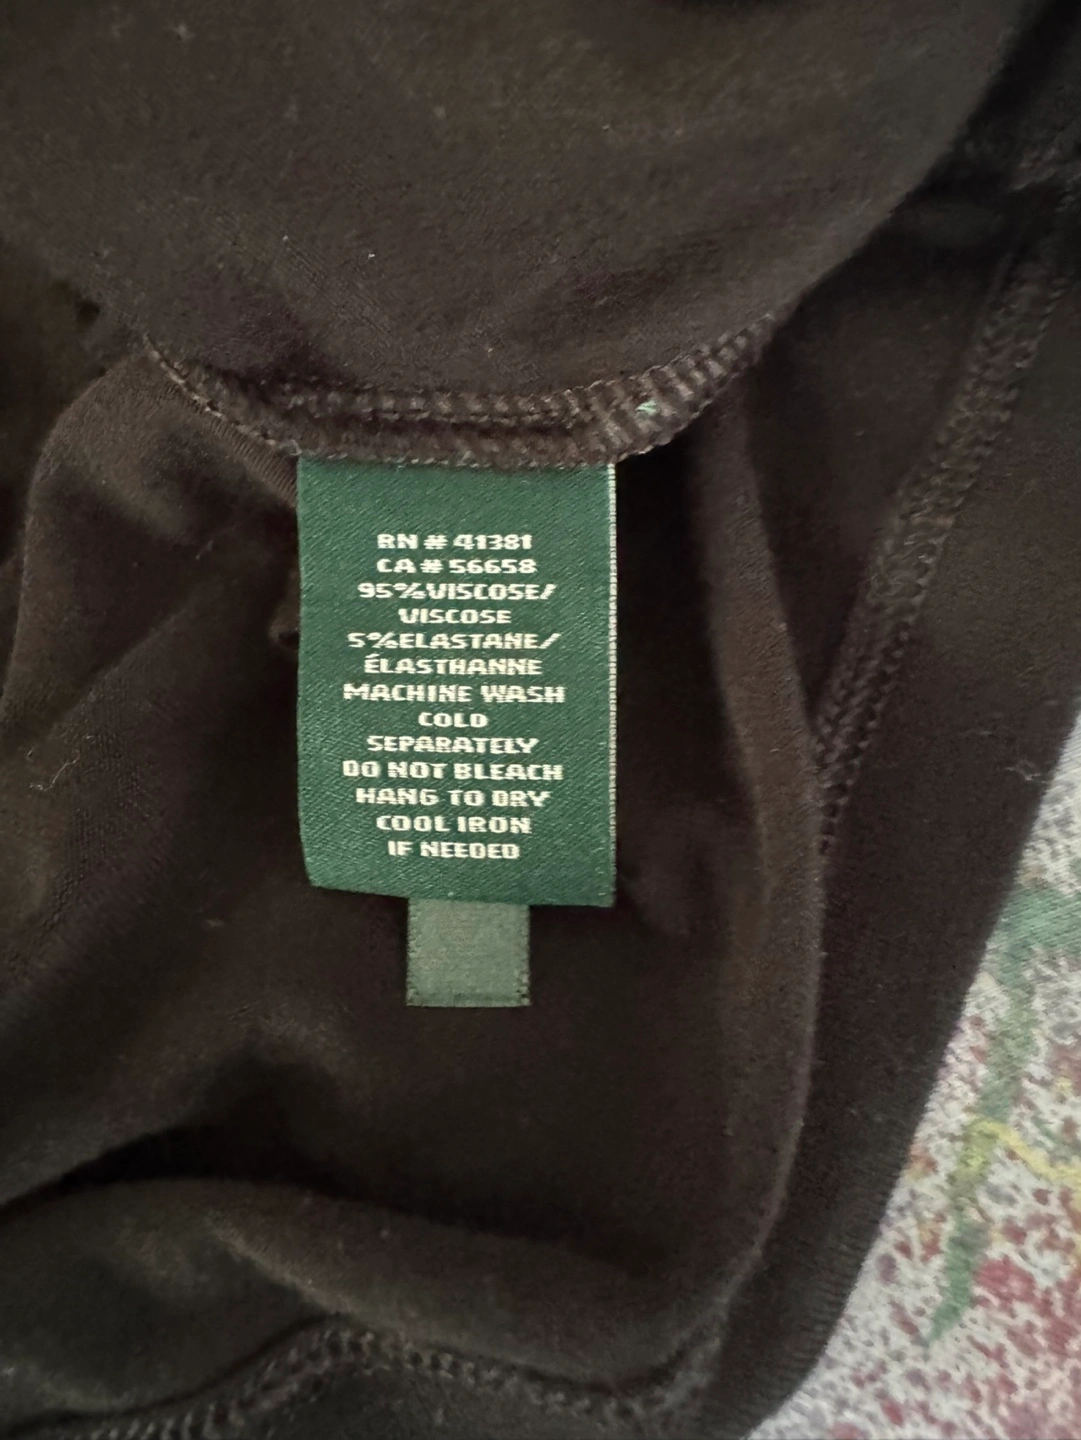 RN # 41381
CA # 56658
95%VISCOSE/
VISCOSE
5%ELASTANE/
ÉLASTHANNE
MACHINE WASH
COLD
SEPARATELY
DO NOT BLEACH
HANG TO DRY
COOL IRON
IF NEEDED